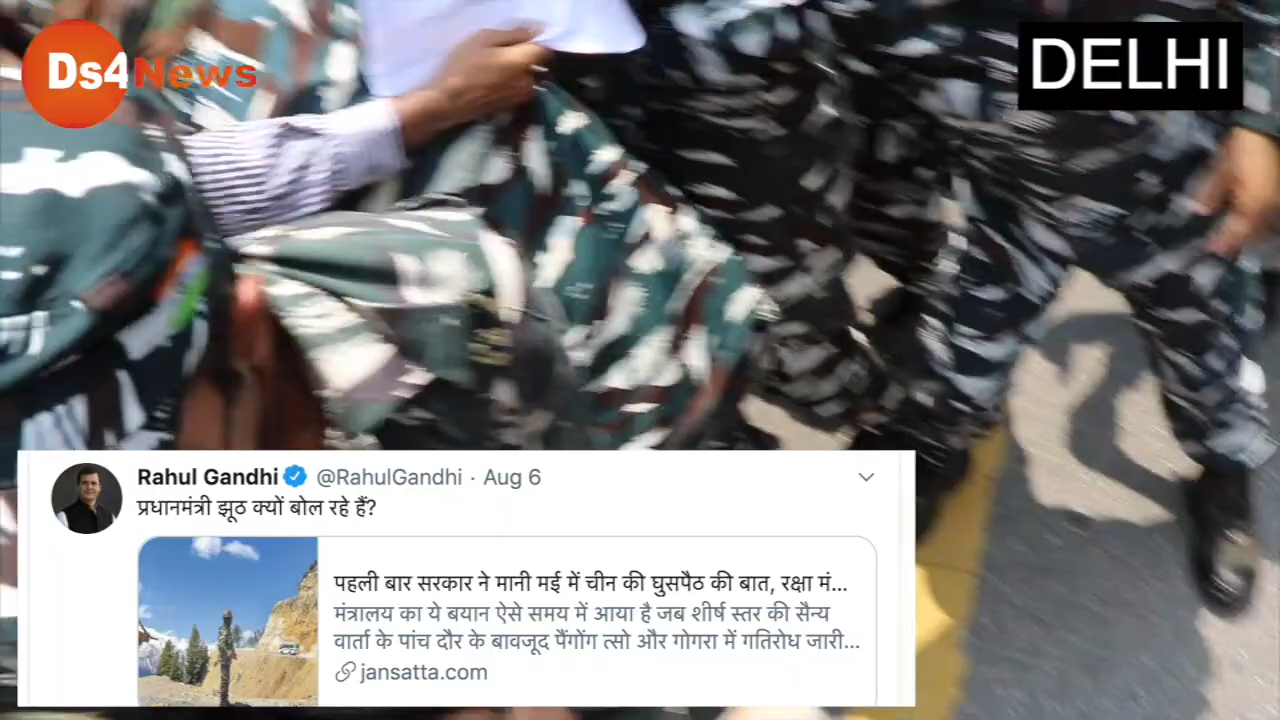 Ds4News
DELHI
Rahul Gandhi @RahulGandhi · Aug 6
प्रधानमंत्री झूठ क्यों बोल रहे हैं?
पहली बार सरकार ने मानी मई में चीन की घुसपैठ की बात, रक्षा मं...
मंत्रालय का ये बयान ऐसे समय में आया है जब शीर्ष स्तर की सैन्य
वार्ता के पांच दौर के बावजूद पैंगोंग त्सो और गोगरा में गतिरोध जारी...
jansatta.com